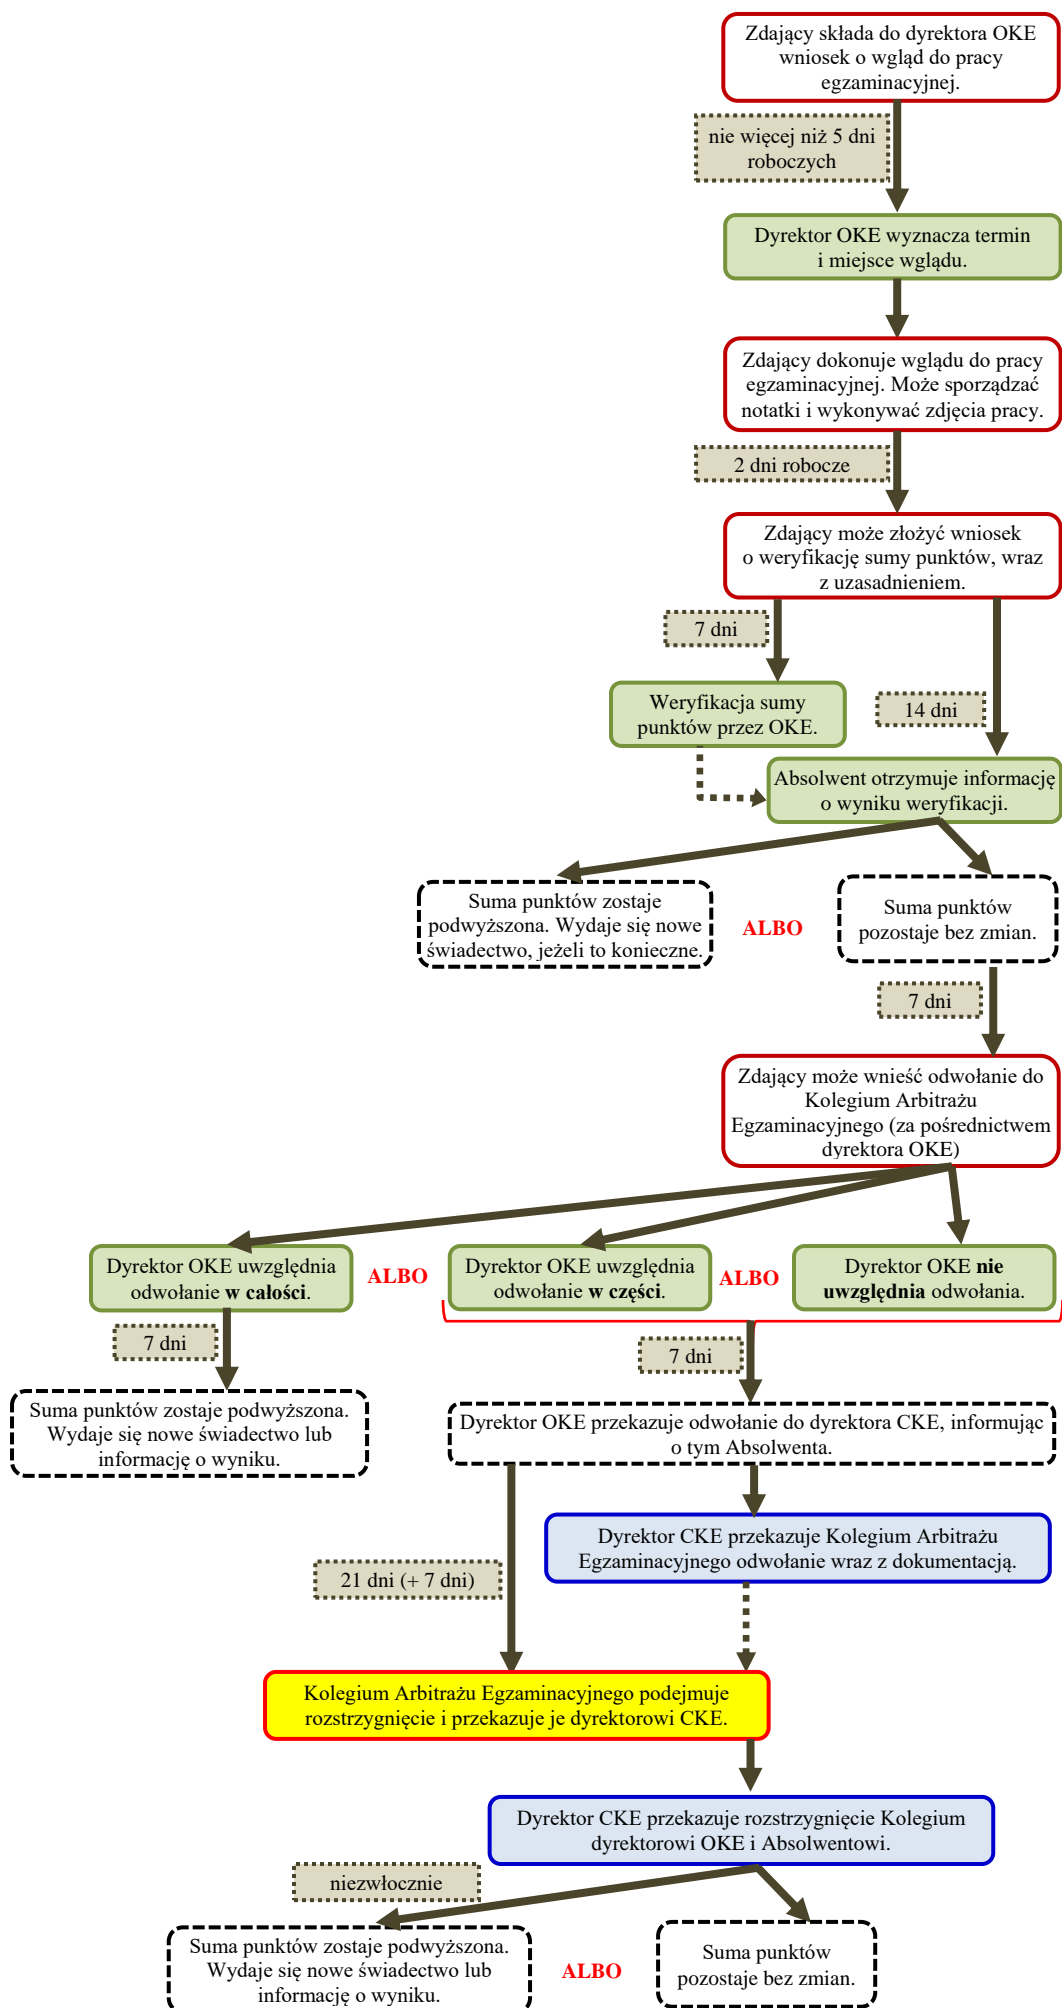 Zdający składa do dyrektora OKE
wniosek o wgląd do pracy
egzaminacyjnej.
nie więcej niż 5 dni
roboczych
Dyrektor OKE wyznacza termin
i miejsce wglądu.
Zdający dokonuje wglądu do pracy
egzaminacyjnej. Może sporządzać
notatki i wykonywać zdjęcia pracy.
2 dni robocze
Zdający może złożyć wniosek
o weryfikację sumy punktów, wraz
z uzasadnieniem.
7 dni
Weryfikacja sumy
punktów przez OKE.
14 dni
Absolwent otrzymuje informację
o wyniku weryfikacji.
Suma punktów zostaje
podwyższona. Wydaje się nowe
świadectwo, jeżeli to konieczne.
ALBO
Suma punktów
pozostaje bez zmian.
7 dni
Zdający może wnieść odwołanie do
Kolegium Arbitrażu
Egzaminacyjnego (za pośrednictwem
dyrektora OKE)
Dyrektor OKE uwzględnia
odwołanie w całości.
ALBO
Dyrektor OKE uwzględnia
odwołanie w części.
ALBO
Dyrektor OKE nie
uwzględnia odwołania.
7 dni
7 dni
Suma punktów zostaje podwyższona.
Wydaje się nowe świadectwo lub
informację o wyniku.
Dyrektor OKE przekazuje odwołanie do dyrektora CKE, informując
o tym Absolwenta.
Dyrektor CKE przekazuje Kolegium Arbitrażu
Egzaminacyjnego odwołanie wraz z dokumentacją.
21 dni (+ 7 dni)
Kolegium Arbitrażu Egzaminacyjnego podejmuje
rozstrzygnięcie i przekazuje je dyrektorowi CKE.
Dyrektor CKE przekazuje rozstrzygnięcie Kolegium
dyrektorowi OKE i Absolwentowi.
niezwłocznie
Suma punktów zostaje podwyższona.
Wydaje się nowe świadectwo lub
informację o wyniku.
ALBO
Suma punktów
pozostaje bez zmian.